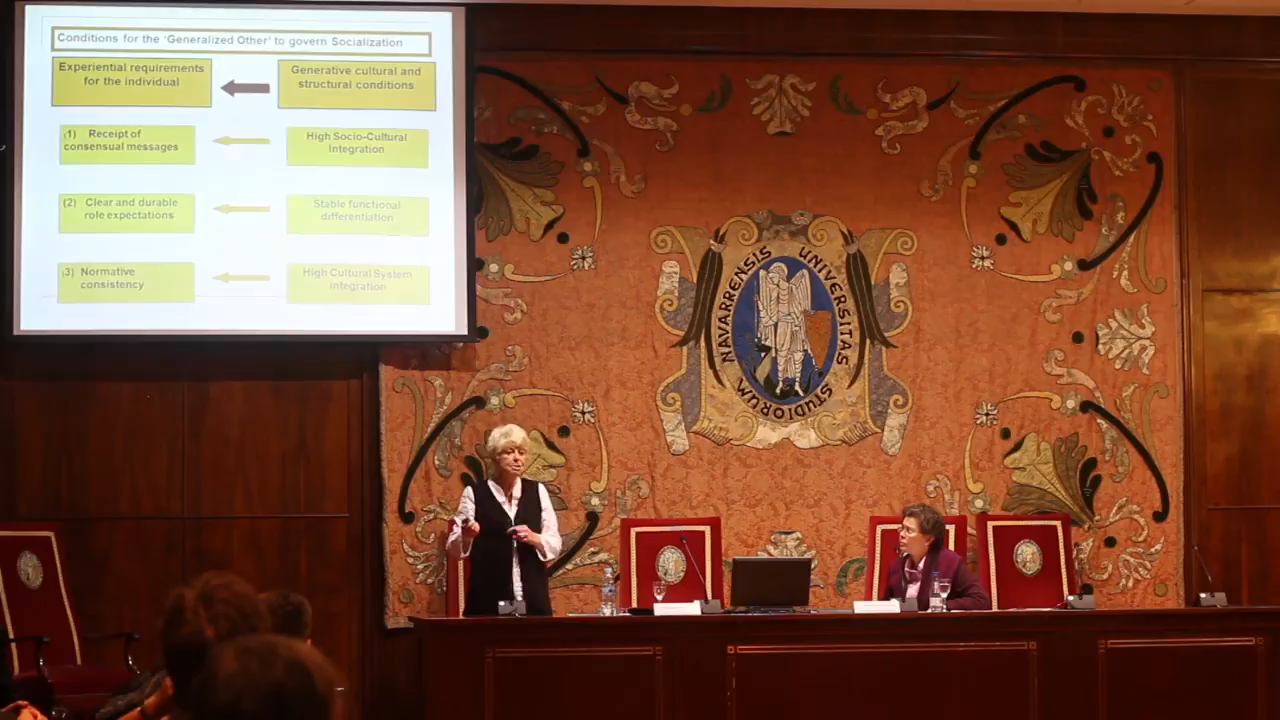 Conditions for the 'Generalized Other' to govern Socialization
Experiential requirements
for the individual
Generative cultural and
structural conditions
(1) Receipt of
consensual messages
High Socio-Cultural
Integration
(2) Clear and durable
role expectations
Stable functional
differentiation
(3) Normative
consistency
High Cultural System
integration
UNIVERSITAS
STUDIORUM
NAVARRENSIS